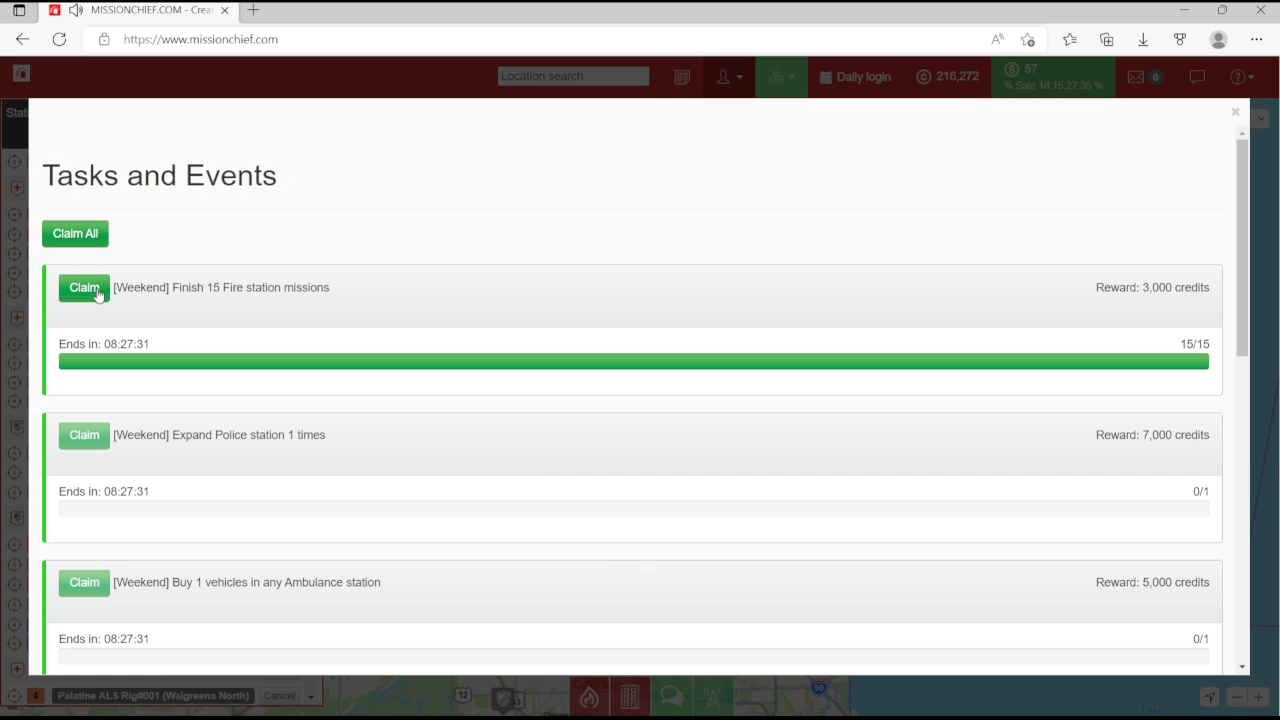 MISSIONCHIEF.COM - Crea
https://www.missionchief.com
Location search
Daily login
216,272
57
% Sale 1d 15:27:35 %
0
Stati
Tasks and Events
Claim All
Claim [Weekend] Finish 15 Fire station missions Reward: 3,000 credits
Ends in: 08:27:31 15/15
Claim [Weekend] Expand Police station 1 times Reward: 7,000 credits
Ends in: 08:27:31 0/1
Claim [Weekend] Buy 1 vehicles in any Ambulance station Reward: 5,000 credits
Ends in: 08:27:31 0/1
4 Palatine ALS Rig#001 (Walgreens North) Cancel
12
90